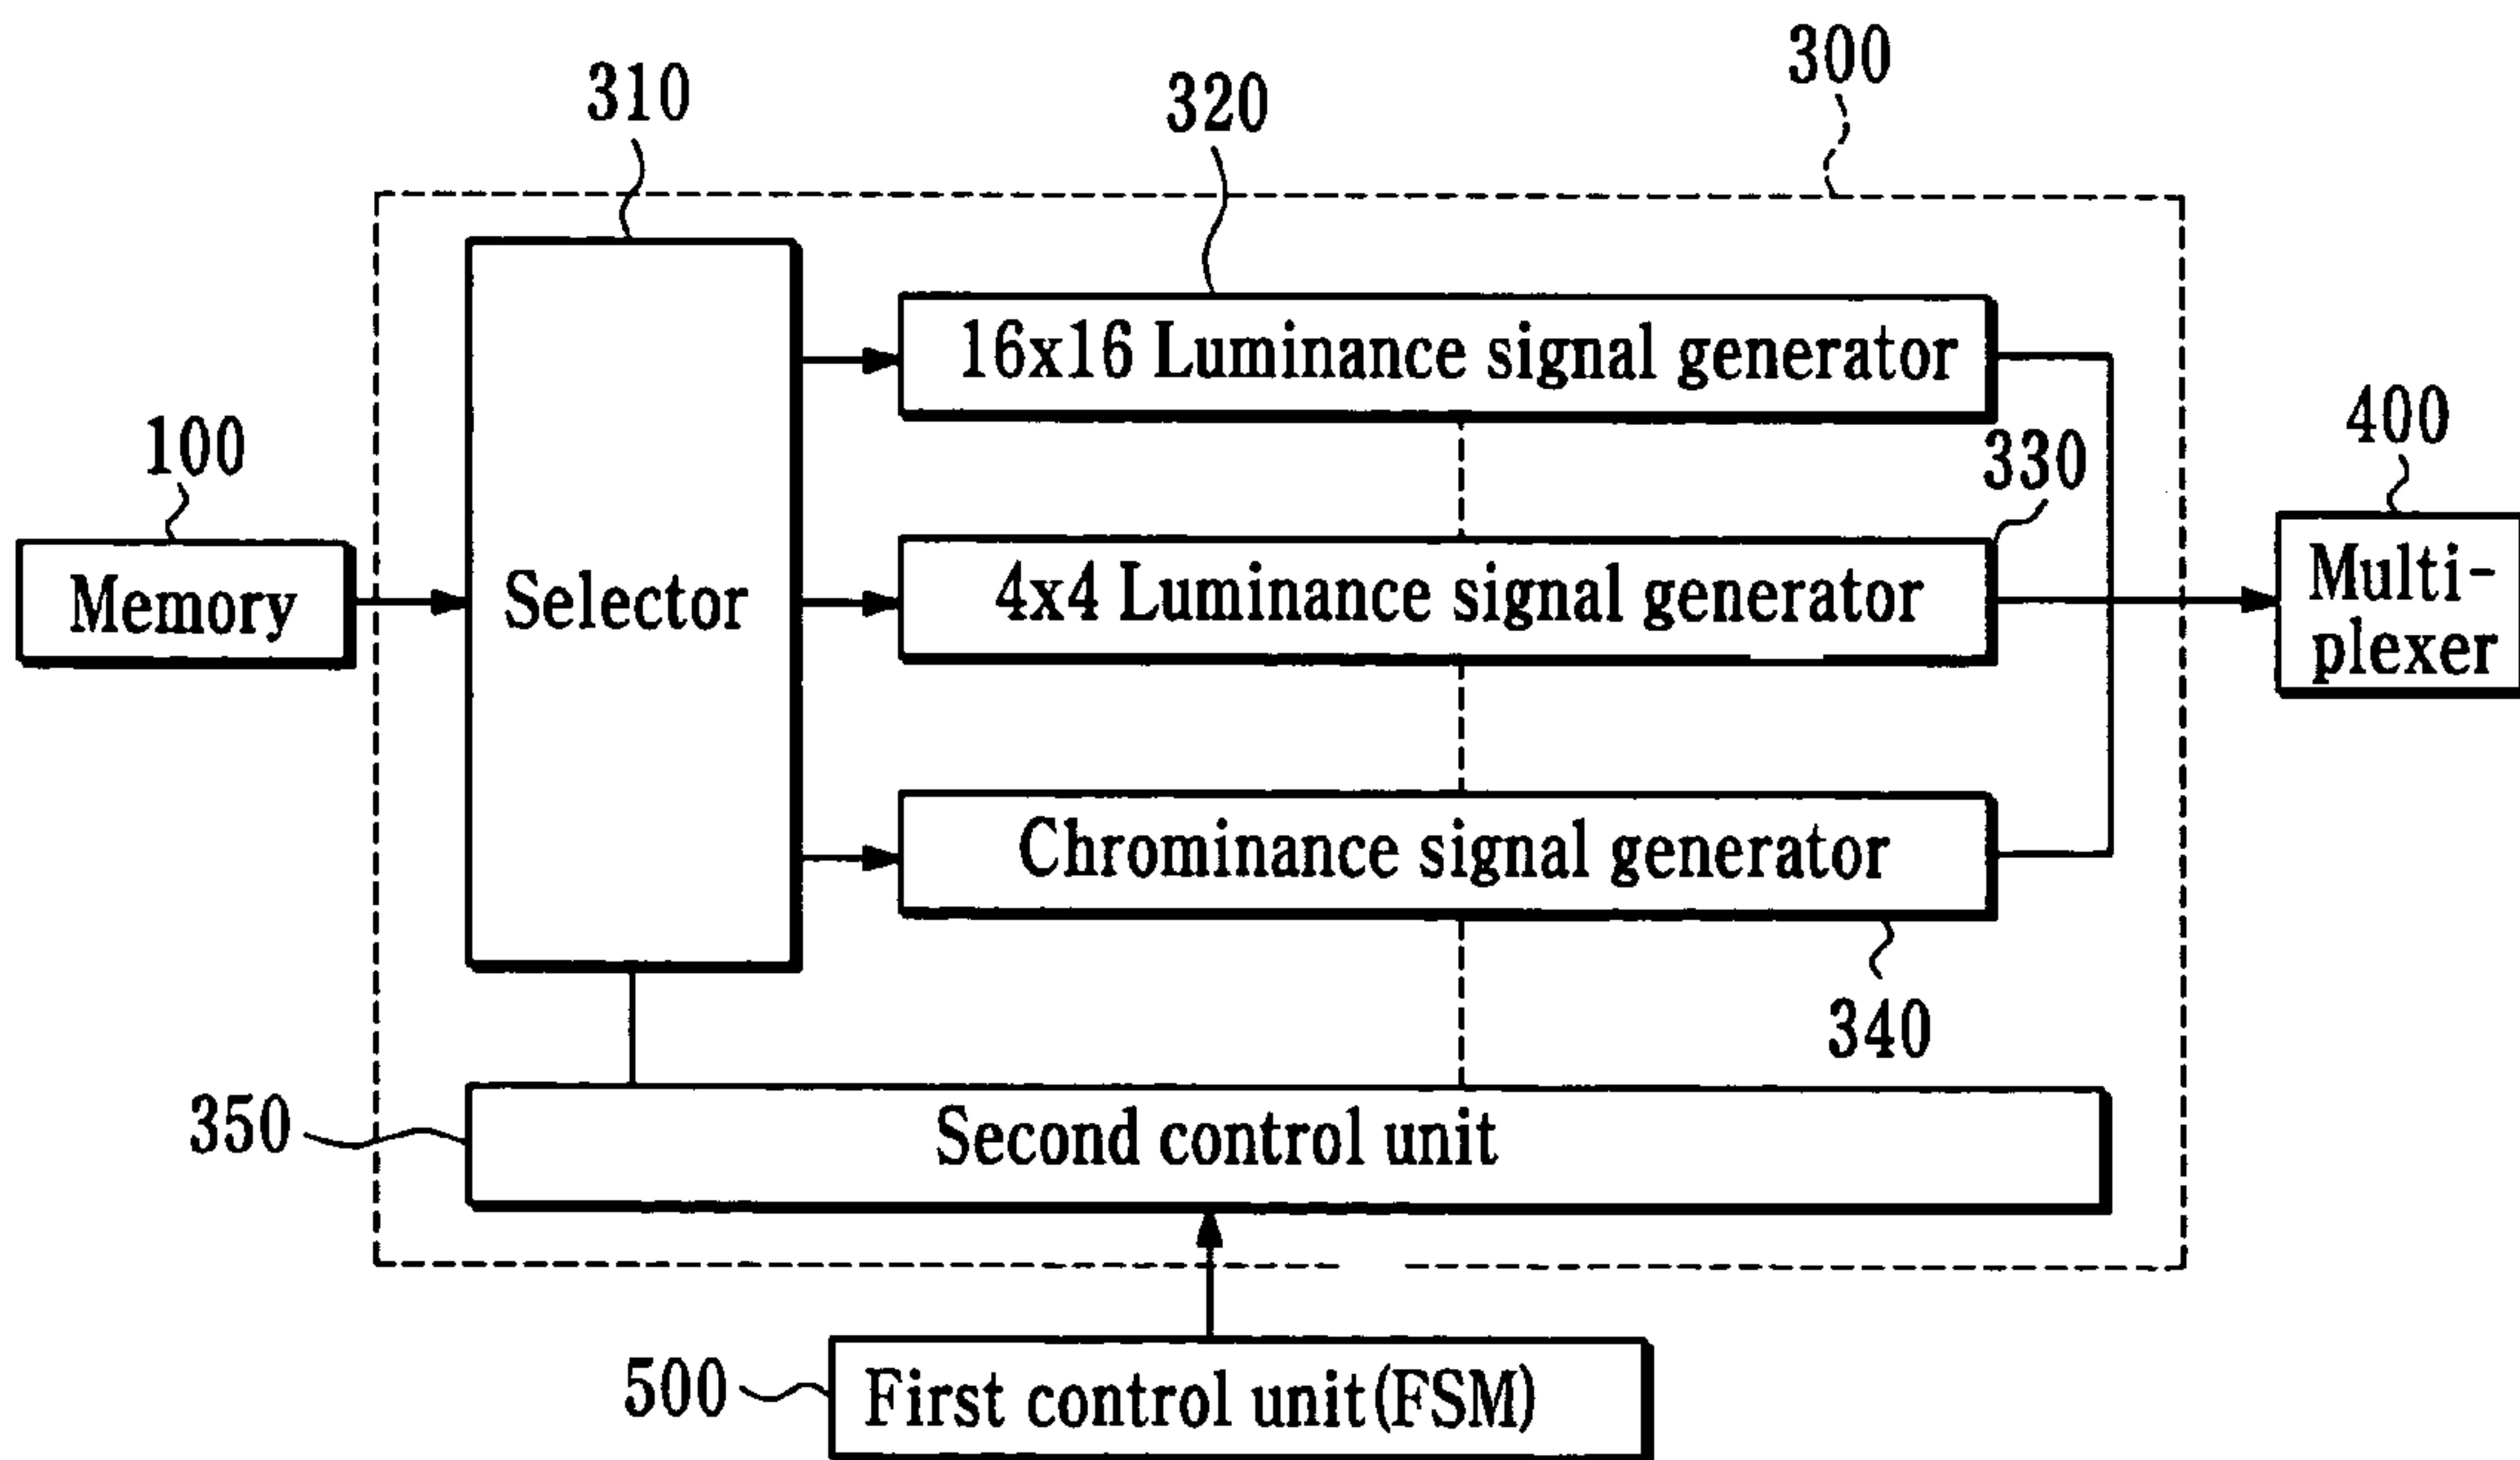 300
310
320
16x16 Luminance signal generator
100
400
330
Memory
Selector
4x4 Luminance signal generator
Multi-
plexer
Chrominance signal generator
340
350
Second control unit
500
First control unit(FSM)